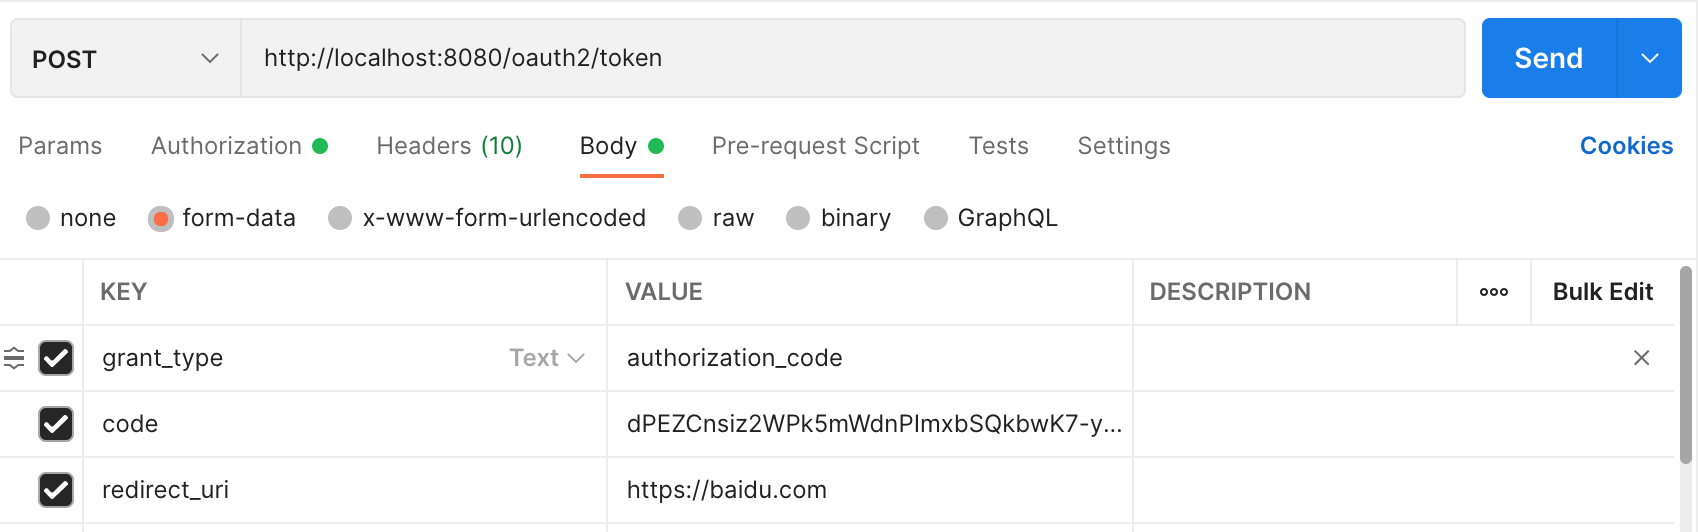 POST http://localhost:8080/oauth2/token Send
Params Authorization Headers (10) Body Pre-request Script Tests Settings Cookies
none form-data x-www-form-urlencoded raw binary GraphQL
KEY VALUE DESCRIPTION ooo Bulk Edit
grant_type Text authorization_code
code dPEZCnsiz2WPk5mWdnPImxbSQkbwK7-y...
redirect_uri https://baidu.com